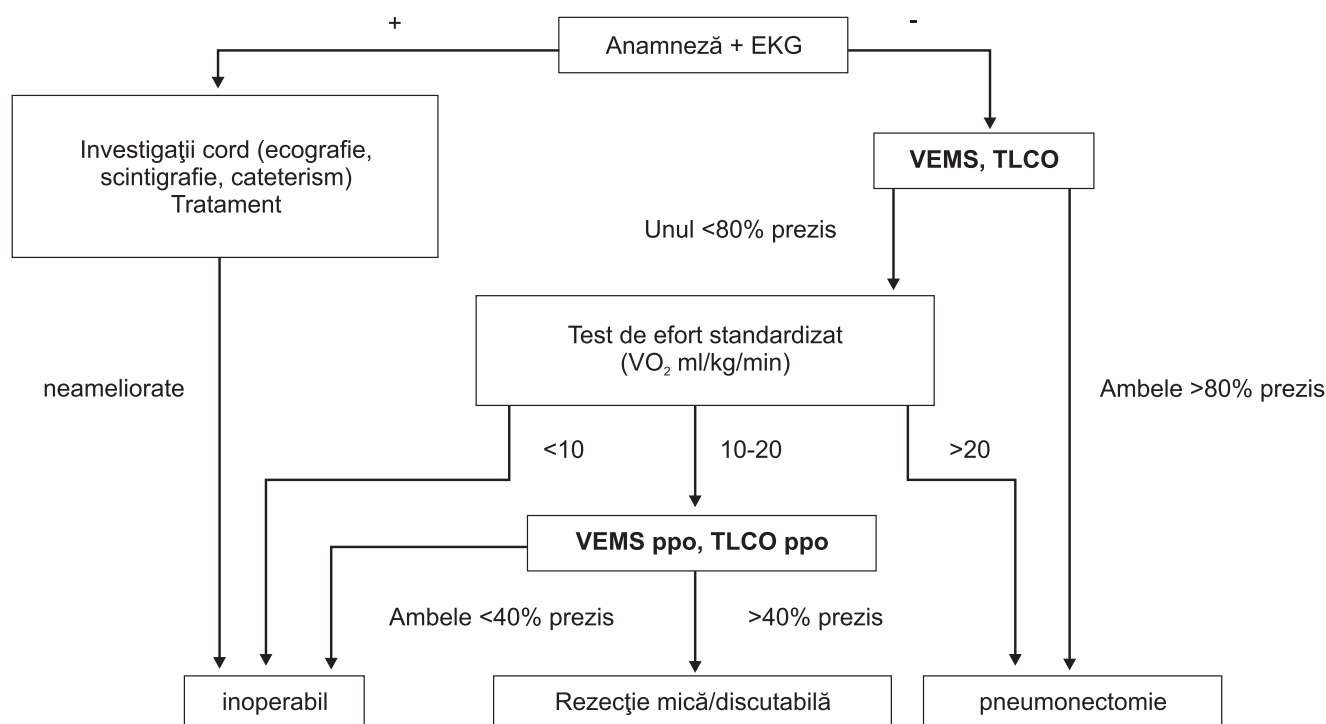 +
Anamneză + EKG
-
Investigaţii cord (ecografie,
scintigrafie, cateterism)
Tratament
VEMS, TLCO
Unul <80% prezis
Test de efort standardizat
(VO₂ ml/kg/min)
neameliorate
Ambele >80% prezis
<10
10-20
>20
VEMS ppo, TLCO ppo
Ambele <40% prezis
>40% prezis
inoperabil
Rezecţie mică/discutabilă
pneumonectomie